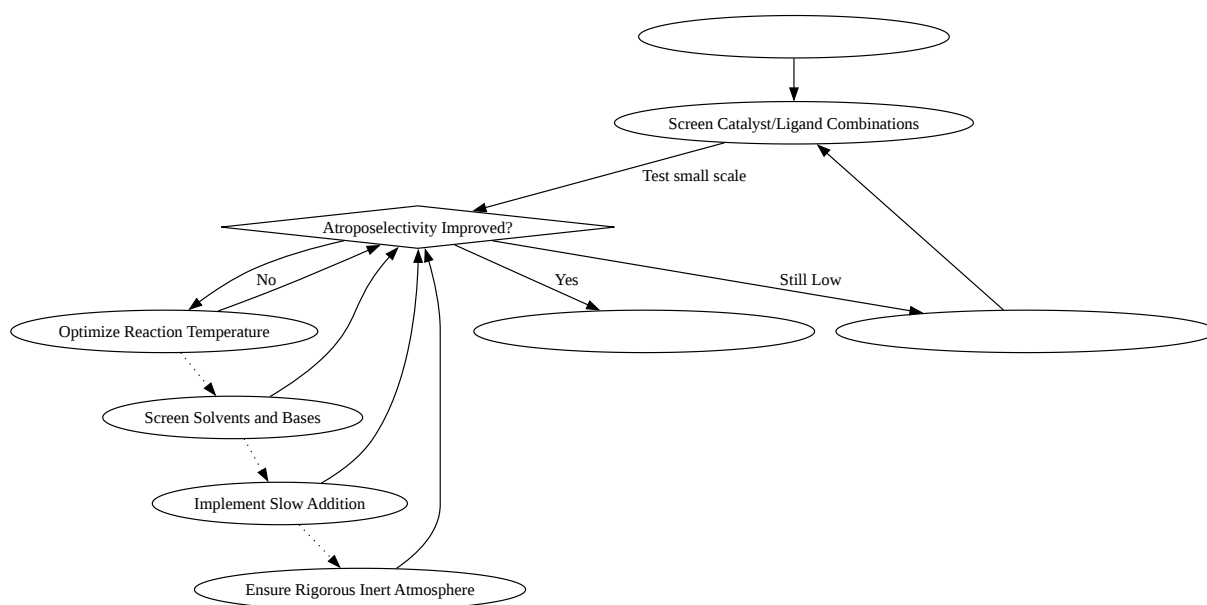 Screen Catalyst/Ligand Combinations
Test small scale
Atroposelectivity Improved?
No
Yes
Still Low
Optimize Reaction Temperature
Screen Solvents and Bases
Implement Slow Addition
Ensure Rigorous Inert Atmosphere